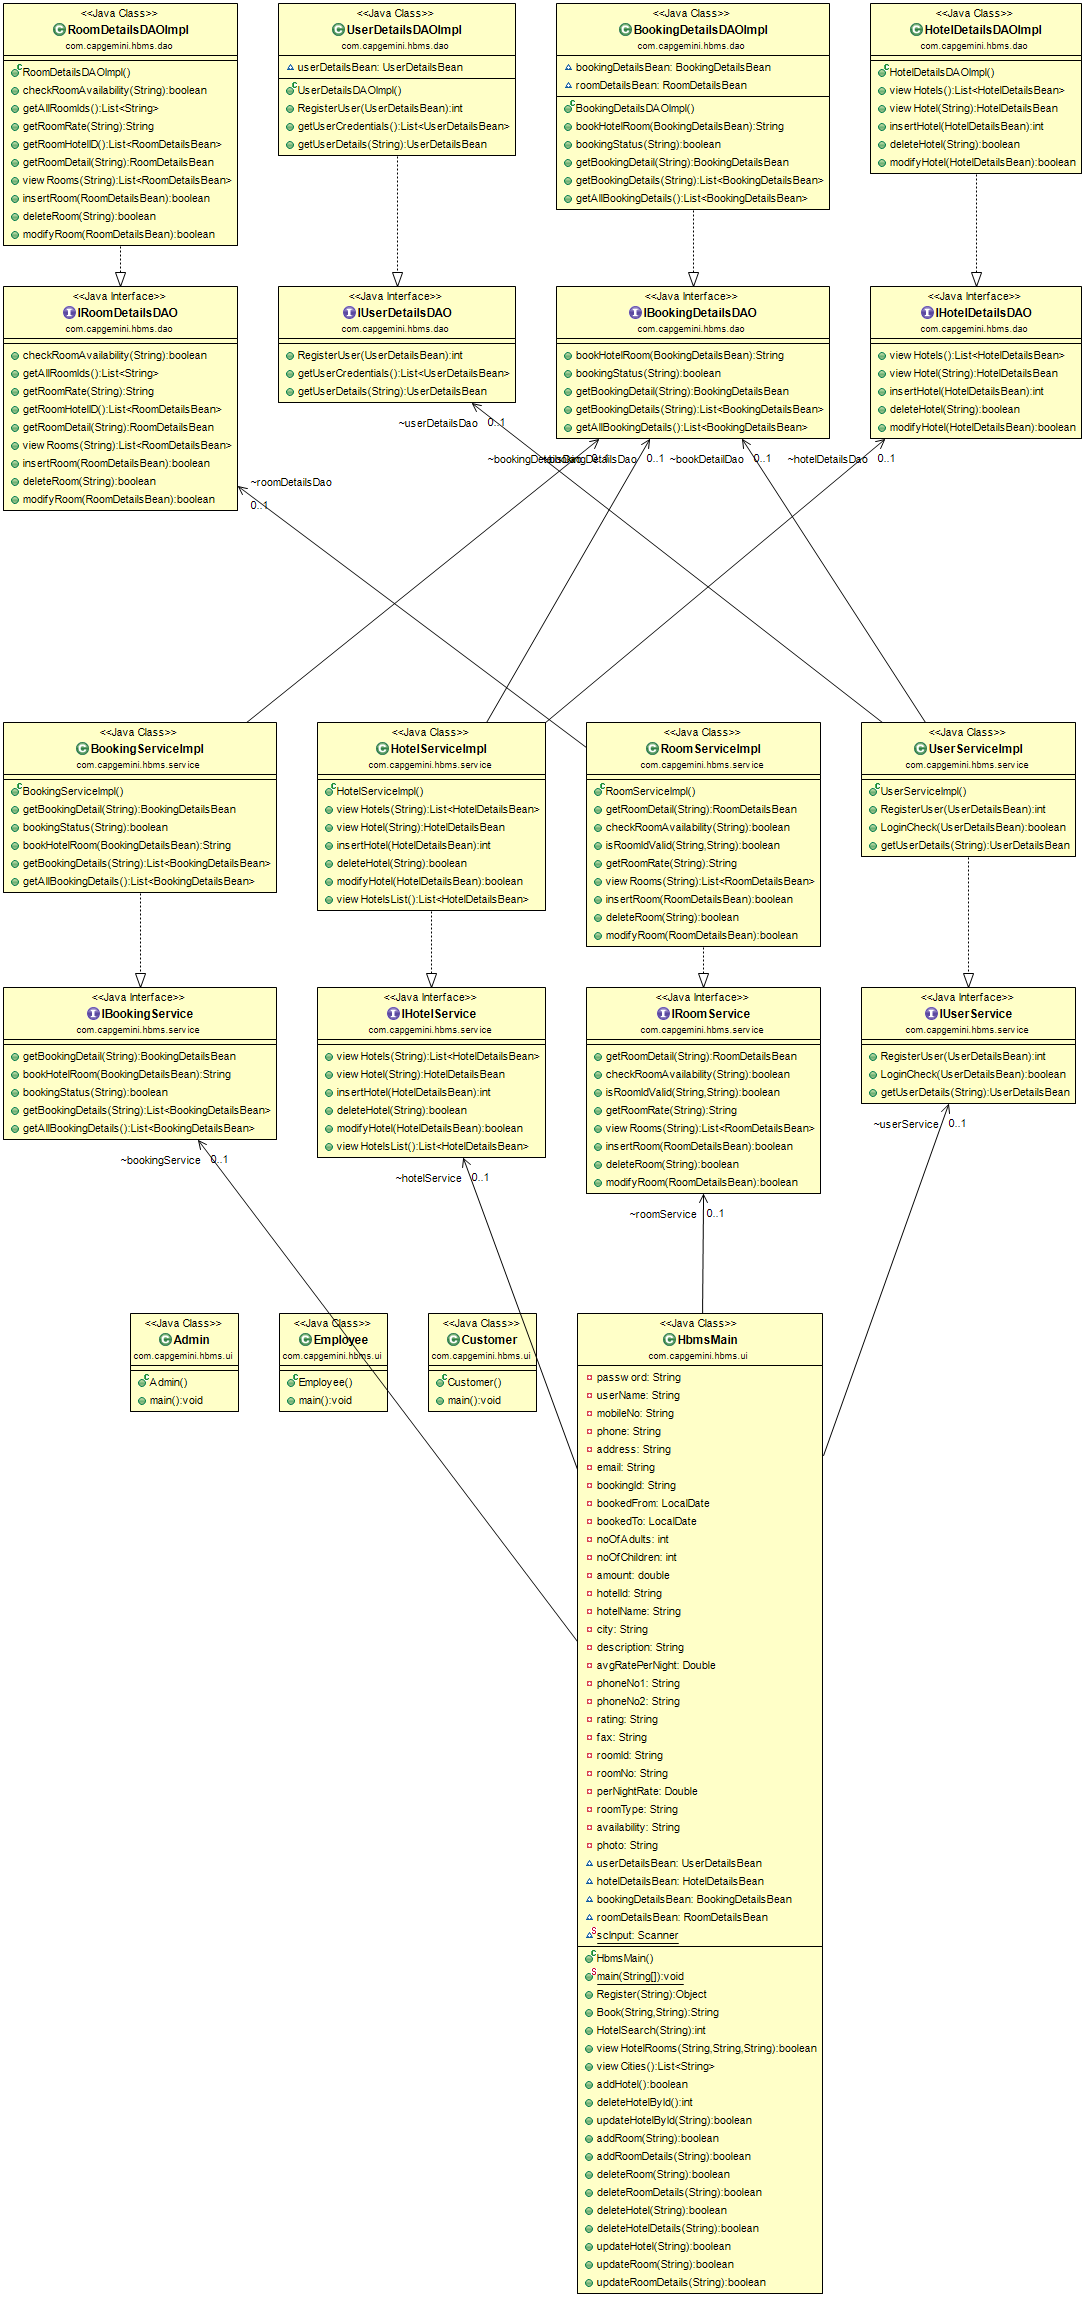 <<Java Class>>
RoomDetailsDAOImpl
com.capgemini.hbms.dao
RoomDetailsDAOImpl()
checkRoomAvailability(String):boolean
getAllRoomIds():List<String>
getRoomRate(String):String
getRoomHotelID():List<RoomDetailsBean>
getRoomDetail(String):RoomDetailsBean
viewRooms(String):List<RoomDetailsBean>
insertRoom(RoomDetailsBean):boolean
deleteRoom(String):boolean
modifyRoom(RoomDetailsBean):boolean
<<Java Class>>
UserDetailsDAOImpl
com.capgemini.hbms.dao
userDetailsBean: UserDetailsBean
UserDetailsDAOImpl()
RegisterUser(UserDetailsBean):int
getUserCredentials():List<UserDetailsBean>
getUserDetails(String):UserDetailsBean
<<Java Class>>
BookingDetailsDAOImpl
com.capgemini.hbms.dao
bookingDetailsBean: BookingDetailsBean
roomDetailsBean: RoomDetailsBean
BookingDetailsDAOImpl()
bookHotelRoom(BookingDetailsBean):String
bookingStatus(String):boolean
getBookingDetail(String):BookingDetailsBean
getBookingDetails(String):List<BookingDetailsBean>
getAllBookingDetails():List<BookingDetailsBean>
<<Java Class>>
HotelDetailsDAOImpl
com.capgemini.hbms.dao
HotelDetailsDAOImpl()
viewHotels():List<HotelDetailsBean>
viewHotel(String):HotelDetailsBean
insertHotel(HotelDetailsBean):int
deleteHotel(String):boolean
modifyHotel(HotelDetailsBean):boolean
<<Java Interface>>
IRoomDetailsDAO
com.capgemini.hbms.dao
checkRoomAvailability(String):boolean
getAllRoomIds():List<String>
getRoomRate(String):String
getRoomHotelID():List<RoomDetailsBean>
getRoomDetail(String):RoomDetailsBean
viewRooms(String):List<RoomDetailsBean>
insertRoom(RoomDetailsBean):boolean
deleteRoom(String):boolean
modifyRoom(RoomDetailsBean):boolean
<<Java Interface>>
IUserDetailsDAO
com.capgemini.hbms.dao
RegisterUser(UserDetailsBean):int
getUserCredentials():List<UserDetailsBean>
getUserDetails(String):UserDetailsBean
<<Java Interface>>
IBookingDetailsDAO
com.capgemini.hbms.dao
bookHotelRoom(BookingDetailsBean):String
bookingStatus(String):boolean
getBookingDetail(String):BookingDetailsBean
getBookingDetails(String):List<BookingDetailsBean>
getAllBookingDetails():List<BookingDetailsBean>
<<Java Interface>>
IHotelDetailsDAO
com.capgemini.hbms.dao
viewHotels():List<HotelDetailsBean>
viewHotel(String):HotelDetailsBean
insertHotel(HotelDetailsBean):int
deleteHotel(String):boolean
modifyHotel(HotelDetailsBean):boolean
~userDetailsDao 0..1
0..1 ~bookDetailDao 0..1 ~hotelDetailsDao 0..1
~roomDetailsDao
0..1
<<Java Class>>
BookingServiceImpl
com.capgemini.hbms.service
BookingServiceImpl()
getBookingDetail(String):BookingDetailsBean
bookingStatus(String):boolean
bookHotelRoom(BookingDetailsBean):String
getBookingDetails(String):List<BookingDetailsBean>
getAllBookingDetails():List<BookingDetailsBean>
<<Java Class>>
HotelServiceImpl
com.capgemini.hbms.service
HotelServiceImpl()
viewHotels(String):List<HotelDetailsBean>
viewHotel(String):HotelDetailsBean
insertHotel(HotelDetailsBean):int
deleteHotel(String):boolean
modifyHotel(HotelDetailsBean):boolean
viewHotelsList():List<HotelDetailsBean>
<<Java Class>>
RoomServiceImpl
com.capgemini.hbms.service
RoomServiceImpl()
getRoomDetail(String):RoomDetailsBean
checkRoomAvailability(String):boolean
isRoomIdValid(String,String):boolean
getRoomRate(String):String
viewRooms(String):List<RoomDetailsBean>
insertRoom(RoomDetailsBean):boolean
deleteRoom(String):boolean
modifyRoom(RoomDetailsBean):boolean
<<Java Class>>
UserServiceImpl
com.capgemini.hbms.service
UserServiceImpl()
RegisterUser(UserDetailsBean):int
LoginCheck(UserDetailsBean):boolean
getUserDetails(String):UserDetailsBean
<<Java Interface>>
IBookingService
com.capgemini.hbms.service
getBookingDetail(String):BookingDetailsBean
bookHotelRoom(BookingDetailsBean):String
bookingStatus(String):boolean
getBookingDetails(String):List<BookingDetailsBean>
getAllBookingDetails():List<BookingDetailsBean>
<<Java Interface>>
IHotelService
com.capgemini.hbms.service
viewHotels(String):List<HotelDetailsBean>
viewHotel(String):HotelDetailsBean
insertHotel(HotelDetailsBean):int
deleteHotel(String):boolean
modifyHotel(HotelDetailsBean):boolean
viewHotelsList():List<HotelDetailsBean>
<<Java Interface>>
IRoomService
com.capgemini.hbms.service
getRoomDetail(String):RoomDetailsBean
checkRoomAvailability(String):boolean
isRoomIdValid(String,String):boolean
getRoomRate(String):String
viewRooms(String):List<RoomDetailsBean>
insertRoom(RoomDetailsBean):boolean
deleteRoom(String):boolean
modifyRoom(RoomDetailsBean):boolean
<<Java Interface>>
IUserService
com.capgemini.hbms.service
RegisterUser(UserDetailsBean):int
LoginCheck(UserDetailsBean):boolean
getUserDetails(String):UserDetailsBean
~userService 0..1
~bookingService 0..1
~hotelService 0..1
~roomService 0..1
<<Java Class>>
Admin
com.capgemini.hbms.ui
Admin()
main():void
<<Java Class>>
Employee
com.capgemini.hbms.ui
Employee()
main():void
<<Java Class>>
Customer
com.capgemini.hbms.ui
Customer()
main():void
<<Java Class>>
HbmsMain
com.capgemini.hbms.ui
password: String
userName: String
mobileNo: String
phone: String
address: String
email: String
bookingId: String
bookedFrom: LocalDate
bookedTo: LocalDate
noOfAdults: int
noOfChildren: int
amount: double
hotelId: String
hotelName: String
city: String
description: String
avgRatePerNight: Double
phoneNo1: String
phoneNo2: String
rating: String
fax: String
roomId: String
roomNo: String
perNightRate: Double
roomType: String
availability: String
photo: String
userDetailsBean: UserDetailsBean
hotelDetailsBean: HotelDetailsBean
bookingDetailsBean: BookingDetailsBean
roomDetailsBean: RoomDetailsBean
scInput: Scanner
HbmsMain()
main(String[]):void
Register(String):Object
Book(String,String):String
HotelSearch(String):int
viewHotelRooms(String,String,String):boolean
viewCities():List<String>
addHotel():boolean
deleteHotelById():int
updateHotelById(String):boolean
addRoom(String):boolean
addRoomDetails(String):boolean
deleteRoom(String):boolean
deleteRoomDetails(String):boolean
deleteHotel(String):boolean
deleteHotelDetails(String):boolean
updateHotel(String):boolean
updateRoom(String):boolean
updateRoomDetails(String):boolean